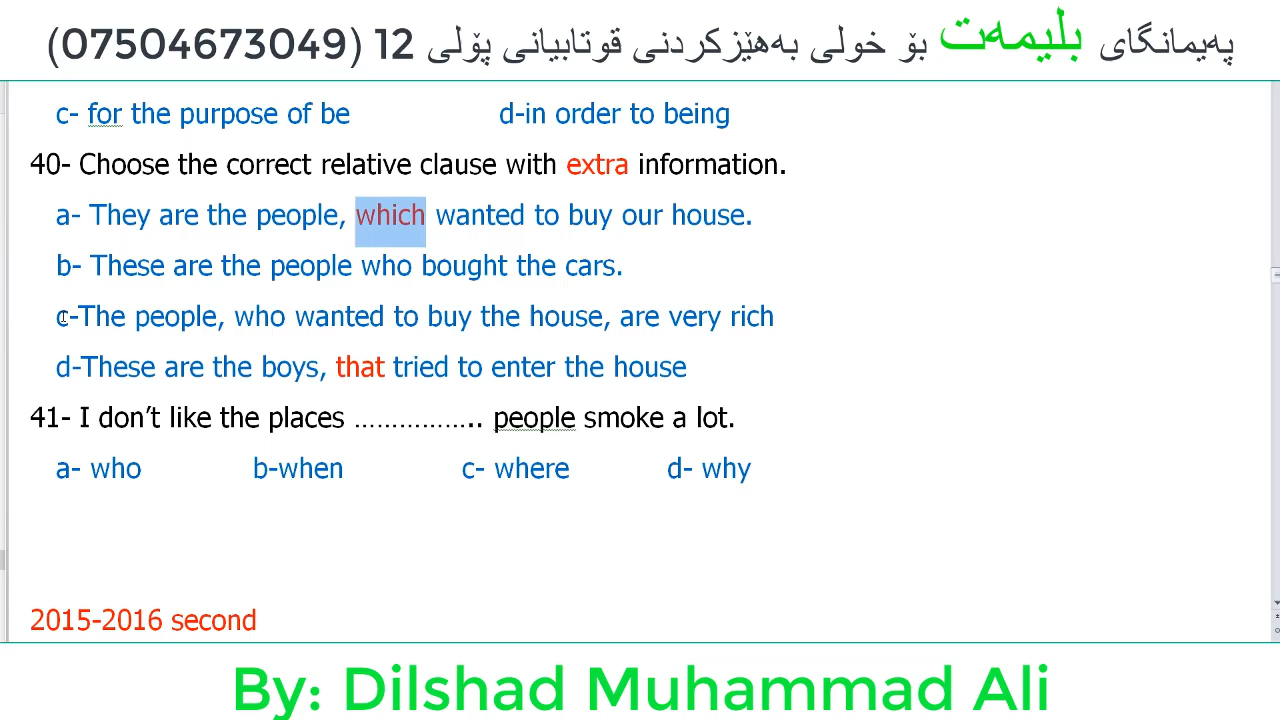 پەیمانگای بلیمەت بۆ خولی بەهێزکردنی قوتابیانی پۆلی 12 (07504673049)
c- for the purpose of be d-in order to being
40- Choose the correct relative clause with extra information.
a- They are the people, which wanted to buy our house.
b- These are the people who bought the cars.
c-The people, who wanted to buy the house, are very rich
d-These are the boys, that tried to enter the house
41- I don’t like the places …………….. people smoke a lot.
a- who b-when c- where d- why
2015-2016 second
By: Dilshad Muhammad Ali